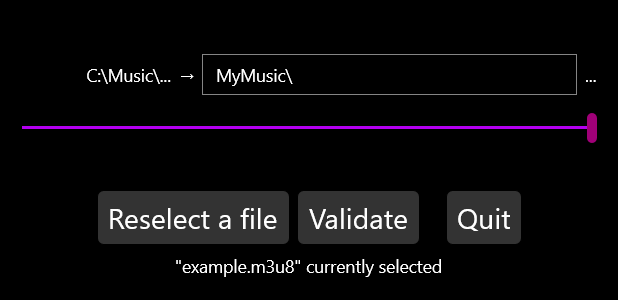 C:\Music\... → MyMusic\ ...
Reselect a file Validate Quit
"example.m3u8" currently selected